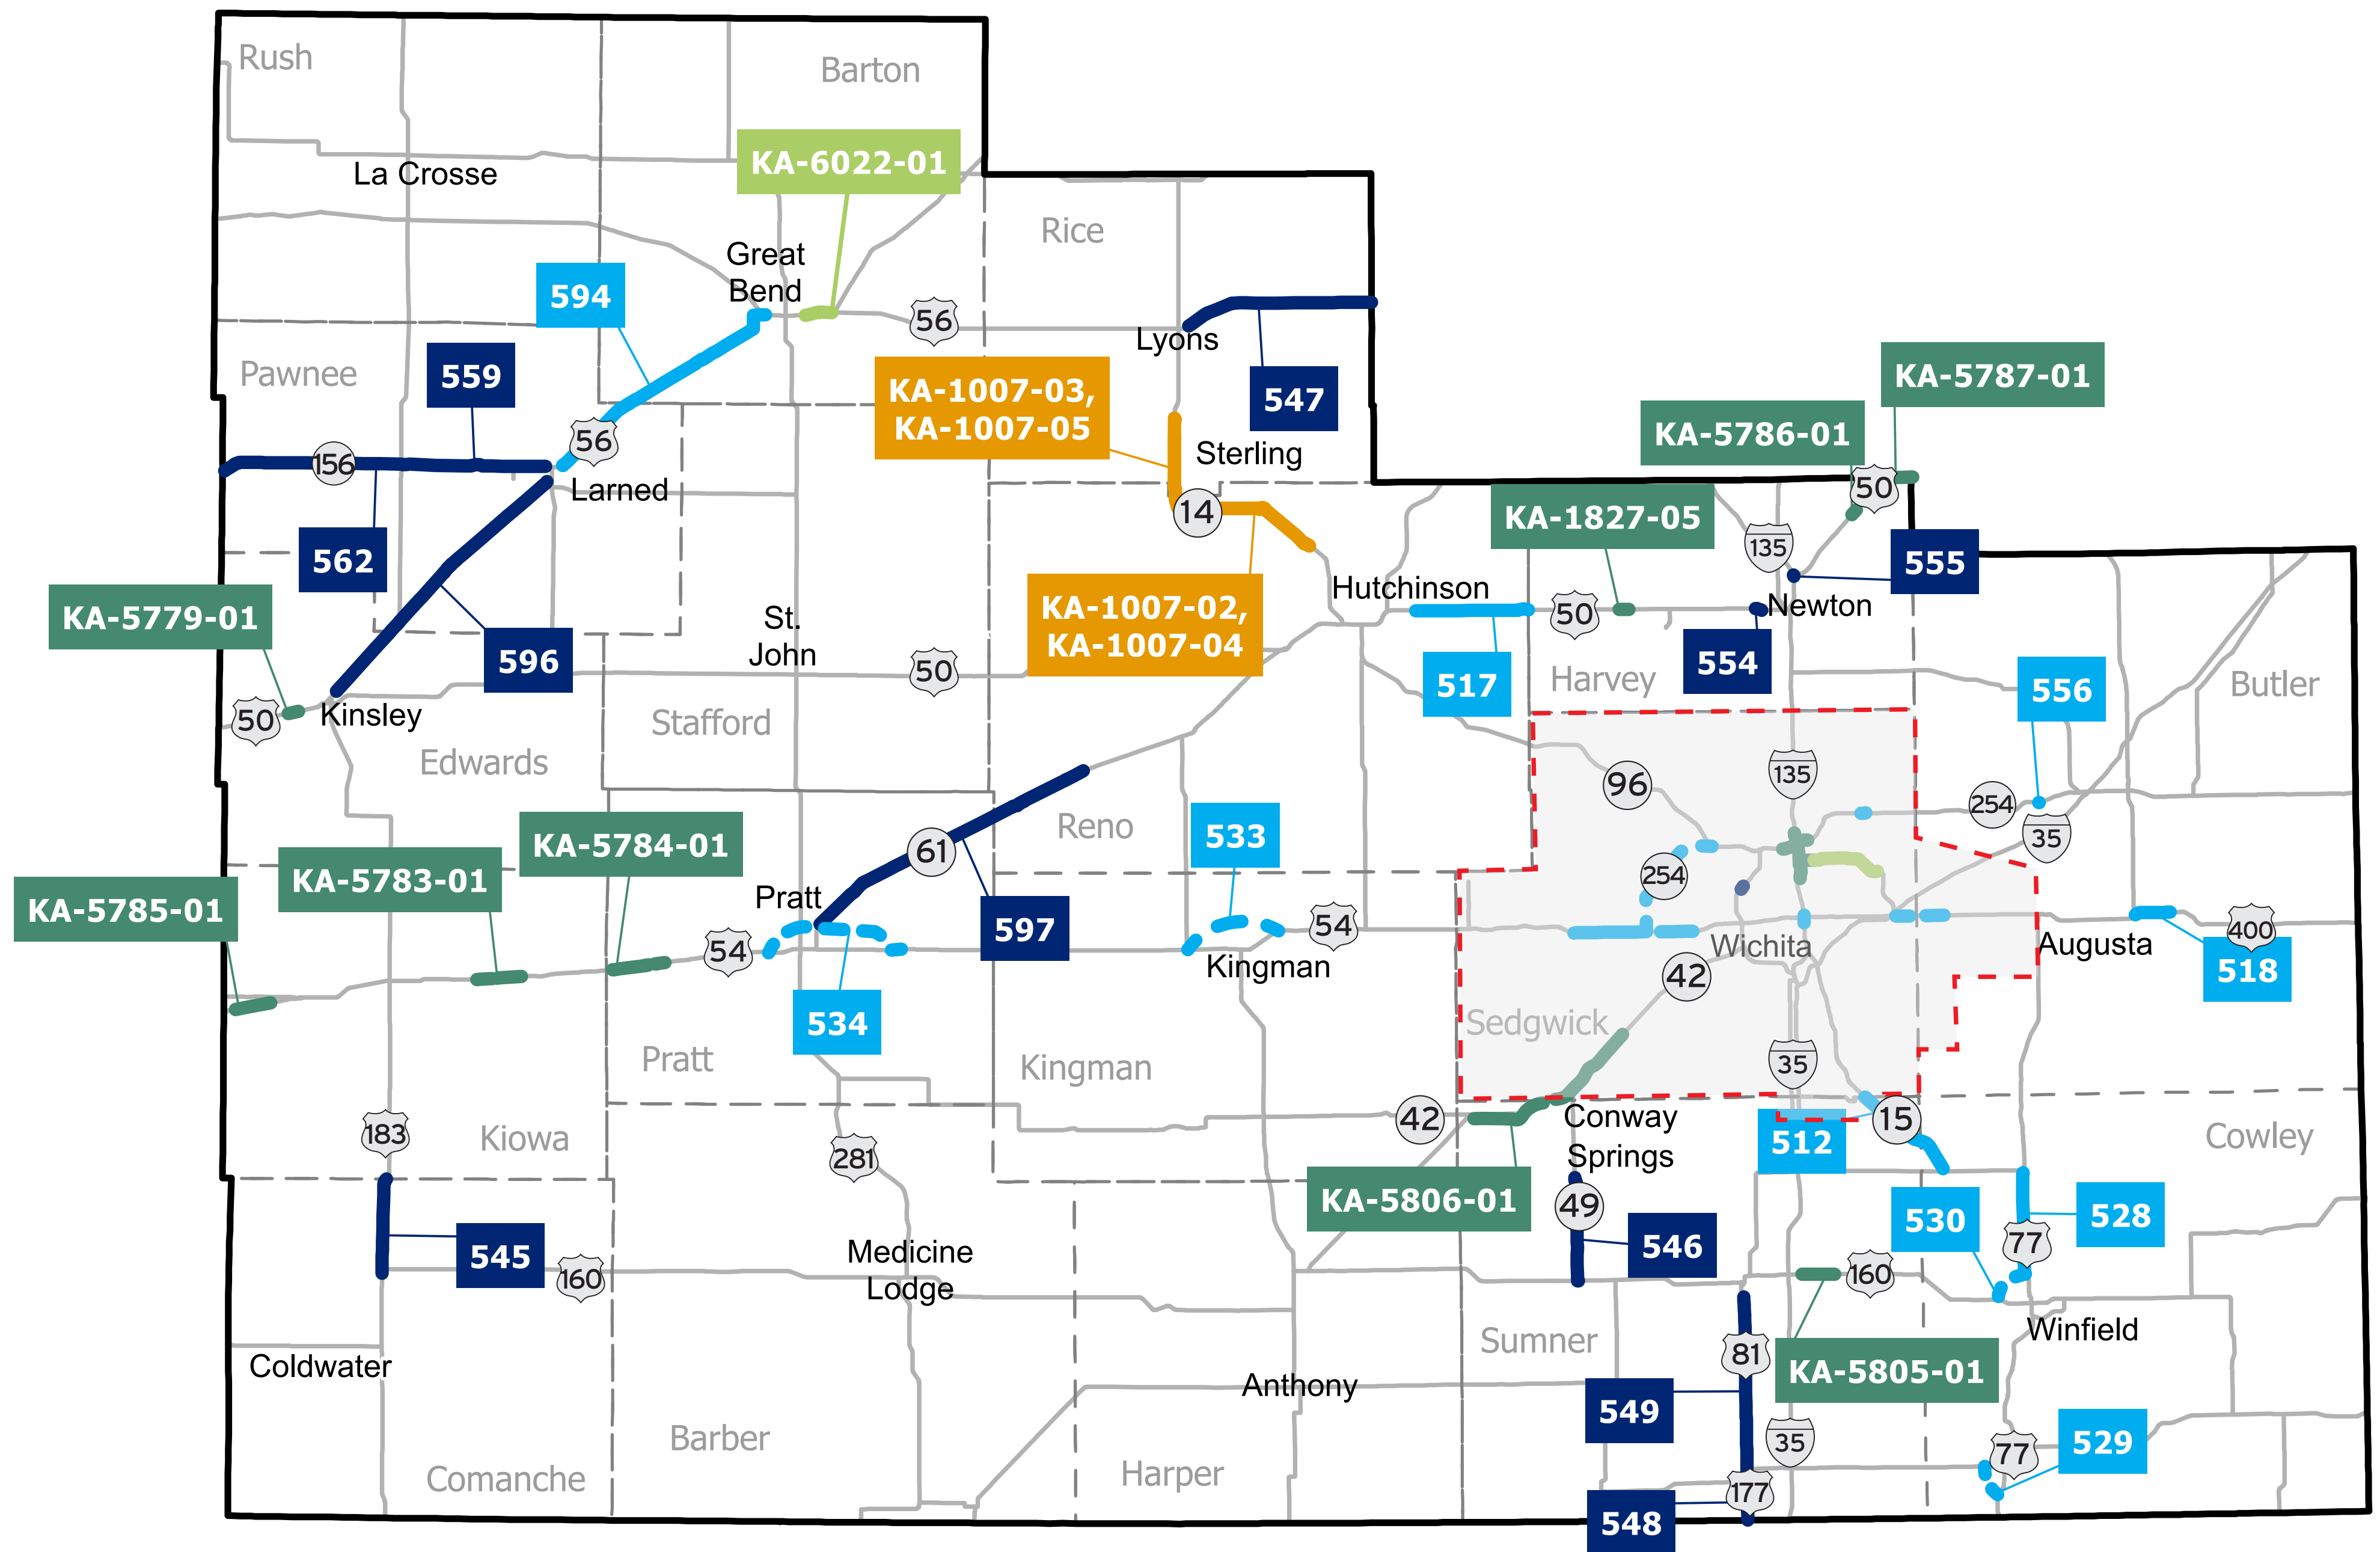 Rush
Barton
KA-6022-01
La Crosse
Rice
Great
Bend
594
56
Lyons
Pawnee
559
KA-1007-03,
KA-1007-05
547
KA-5787-01
KA-5786-01
56
Sterling
156
Larned
50
14
KA-1827-05
135
555
562
KA-5779-01
Hutchinson
50
Newton
KA-1007-02,
KA-1007-04
St.
John
596
50
554
517
Harvey
556
Butler
50
Kinsley
Stafford
Edwards
135
96
254
35
Reno
533
61
KA-5784-01
KA-5783-01
KA-5785-01
254
Pratt
597
54
54
Kingman
Wichita
400
Augusta
518
42
534
Sedgwick
Pratt
Kingman
35
42
Conway
Springs
15
512
183
Kiowa
281
Cowley
KA-5806-01
49
530
528
546
77
545
160
Medicine
Lodge
160
Winfield
Sumner
81
Coldwater
KA-5805-01
Anthony
549
Barber
35
77
529
Comanche
Harper
177
548